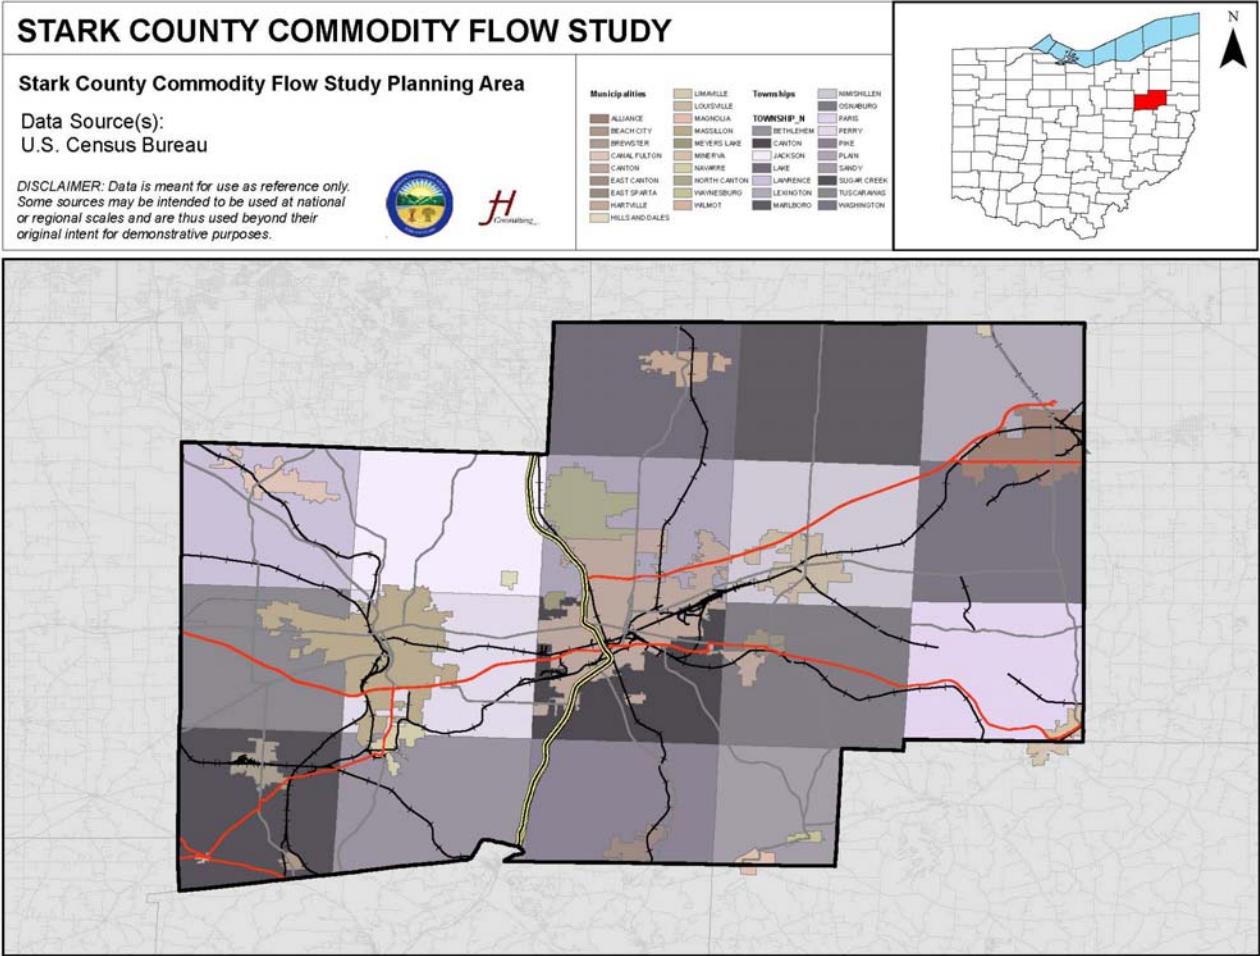 STARK COUNTY COMMODITY FLOW STUDY
Stark County Commodity Flow Study Planning Area
Data Source(s):
U.S. Census Bureau
DISCLAIMER: Data is meant for use as reference only.
Some sources may be intended to be used at national
or regional scales and are thus used beyond their
original intent for demonstrative purposes.
JH
Consulting
Municipalities
ALLIANCE
BEACH CITY
BREWSTER
CANAL FULTON
CANTON
EAST CANTON
EAST SPARTA
HARTVILLE
HILLS AND DALES
LIMAVILLE
LOUISVILLE
MAGNOLIA
MASSILLON
MEYERS LAKE
MINERVA
NAVARRE
NORTH CANTON
WAYNESBURG
WILMOT
Townships
TOWNSHIP_N
BETHLEHEM
CANTON
JACKSON
LAKE
LAWRENCE
LEXINGTON
MARLBORO
NIMISHILLEN
OSNABURG
PARIS
PERRY
PIKE
PLAIN
SANDY
SUGAR CREEK
TUSCARAWAS
WASHINGTON
N